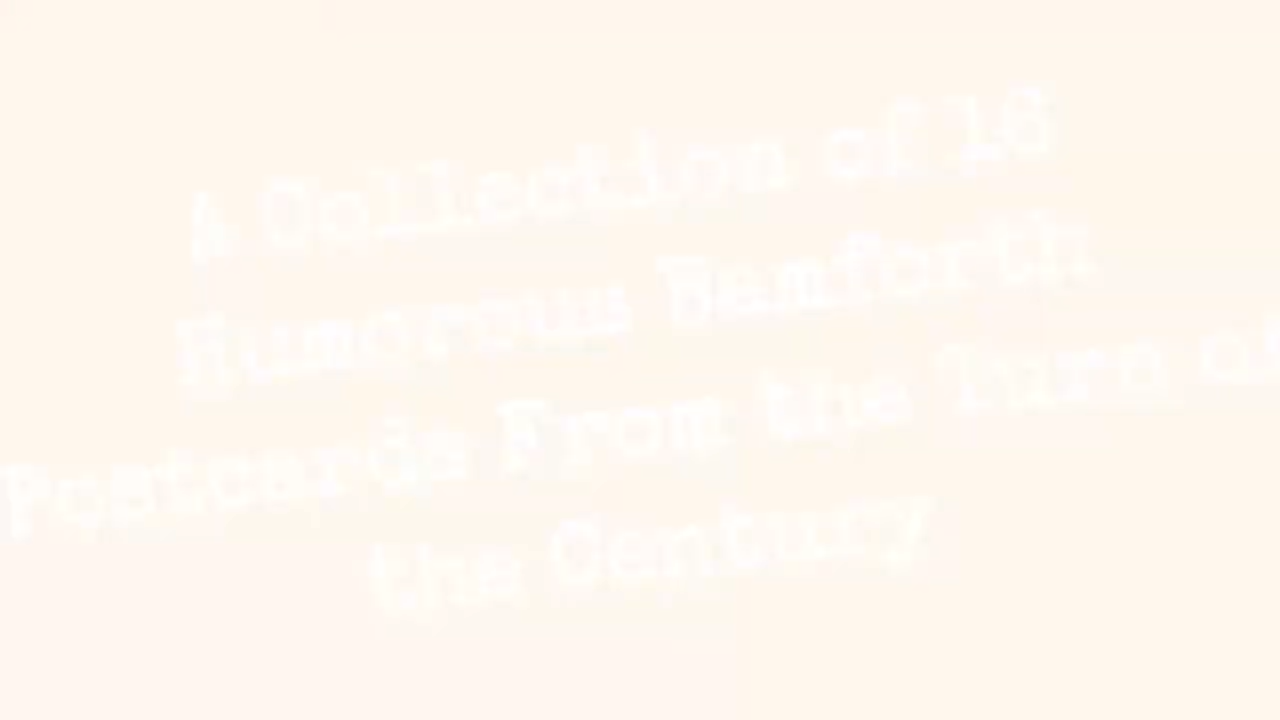 A Collection of 16
Humorous Bamforth
Postcards From the Turn of
the Century